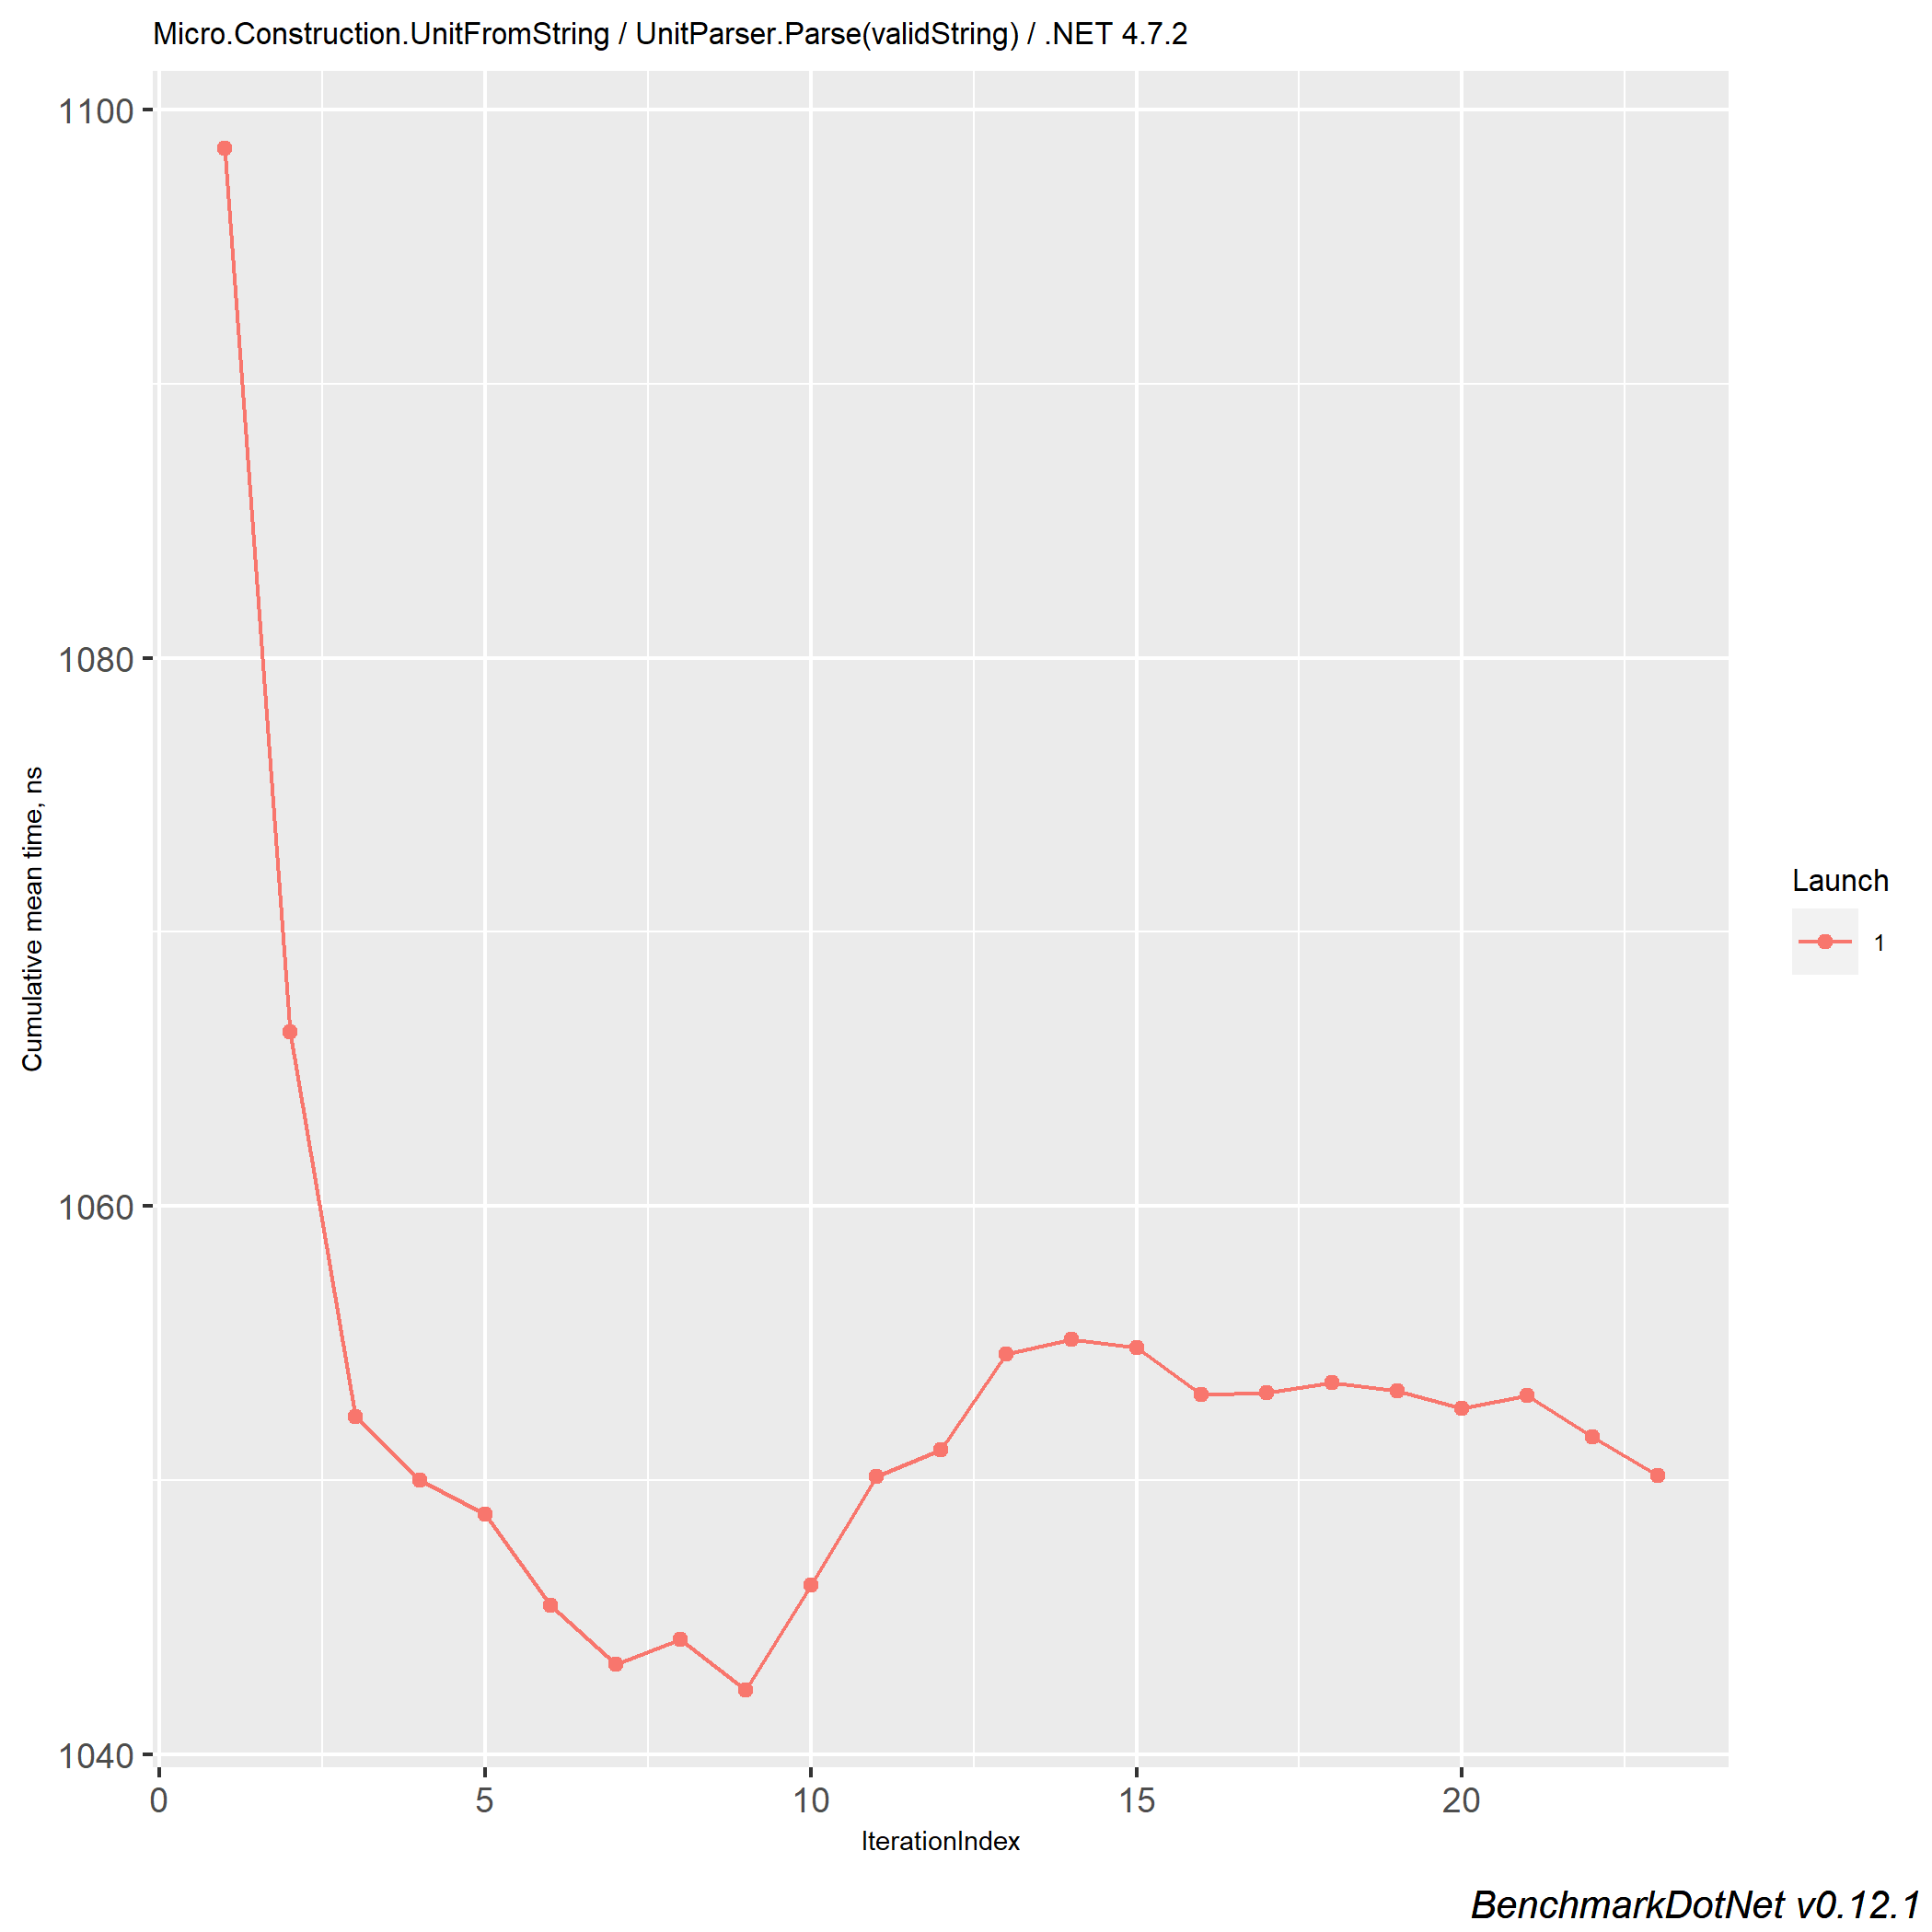 Micro.Construction.UnitFromString / UnitParser.Parse(validString) / .NET 4.7.2
1100
1080
1060
1040
Cumulative mean time, ns
0 5 10 15 20
IterationIndex
Launch
1
BenchmarkDotNet v0.12.1